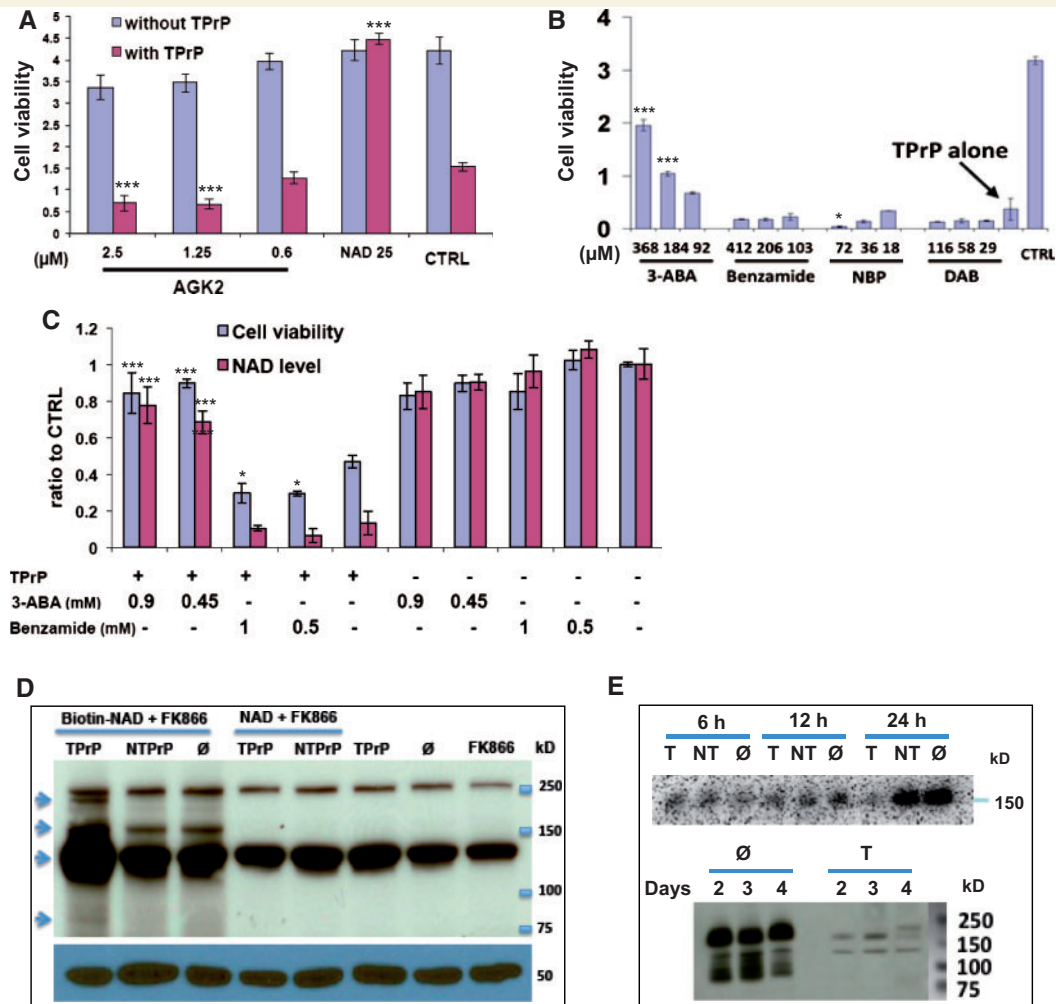 A
without TPrP
with TPrP
***
Cell viability
5
4.5
4
3.5
3
2.5
2
1.5
1
0.5
0
*** ***
(µM) 2.5 1.25 0.6 NAD 25 CTRL
AGK2
B
4
3
2
1
0
Cell viability
***
***
*
TPrP alone
(µM) 368 184 92 412 206 103 72 36 18 116 58 29 CTRL
3-ABA Benzamide NBP DAB
C
Cell viability
NAD level
1.2
1
0.8
0.6
0.4
0.2
0
ratio to CTRL
*** *** *** ***
* *
TPrP + + + + + - - - - -
3-ABA (mM) 0.9 0.45 - - - 0.9 0.45 - - -
Benzamide (mM) - - 1 0.5 - - - 1 0.5 -
D
Biotin-NAD + FK866 NAD + FK866
TPrP NTPrP Ø TPrP NTPrP TPrP Ø FK866 kD
250
150
100
75
50
E
6 h 12 h 24 h
T NT Ø T NT Ø T NT Ø kD
150
Ø T
Days 2 3 4 2 3 4 kD
250
150
100
75